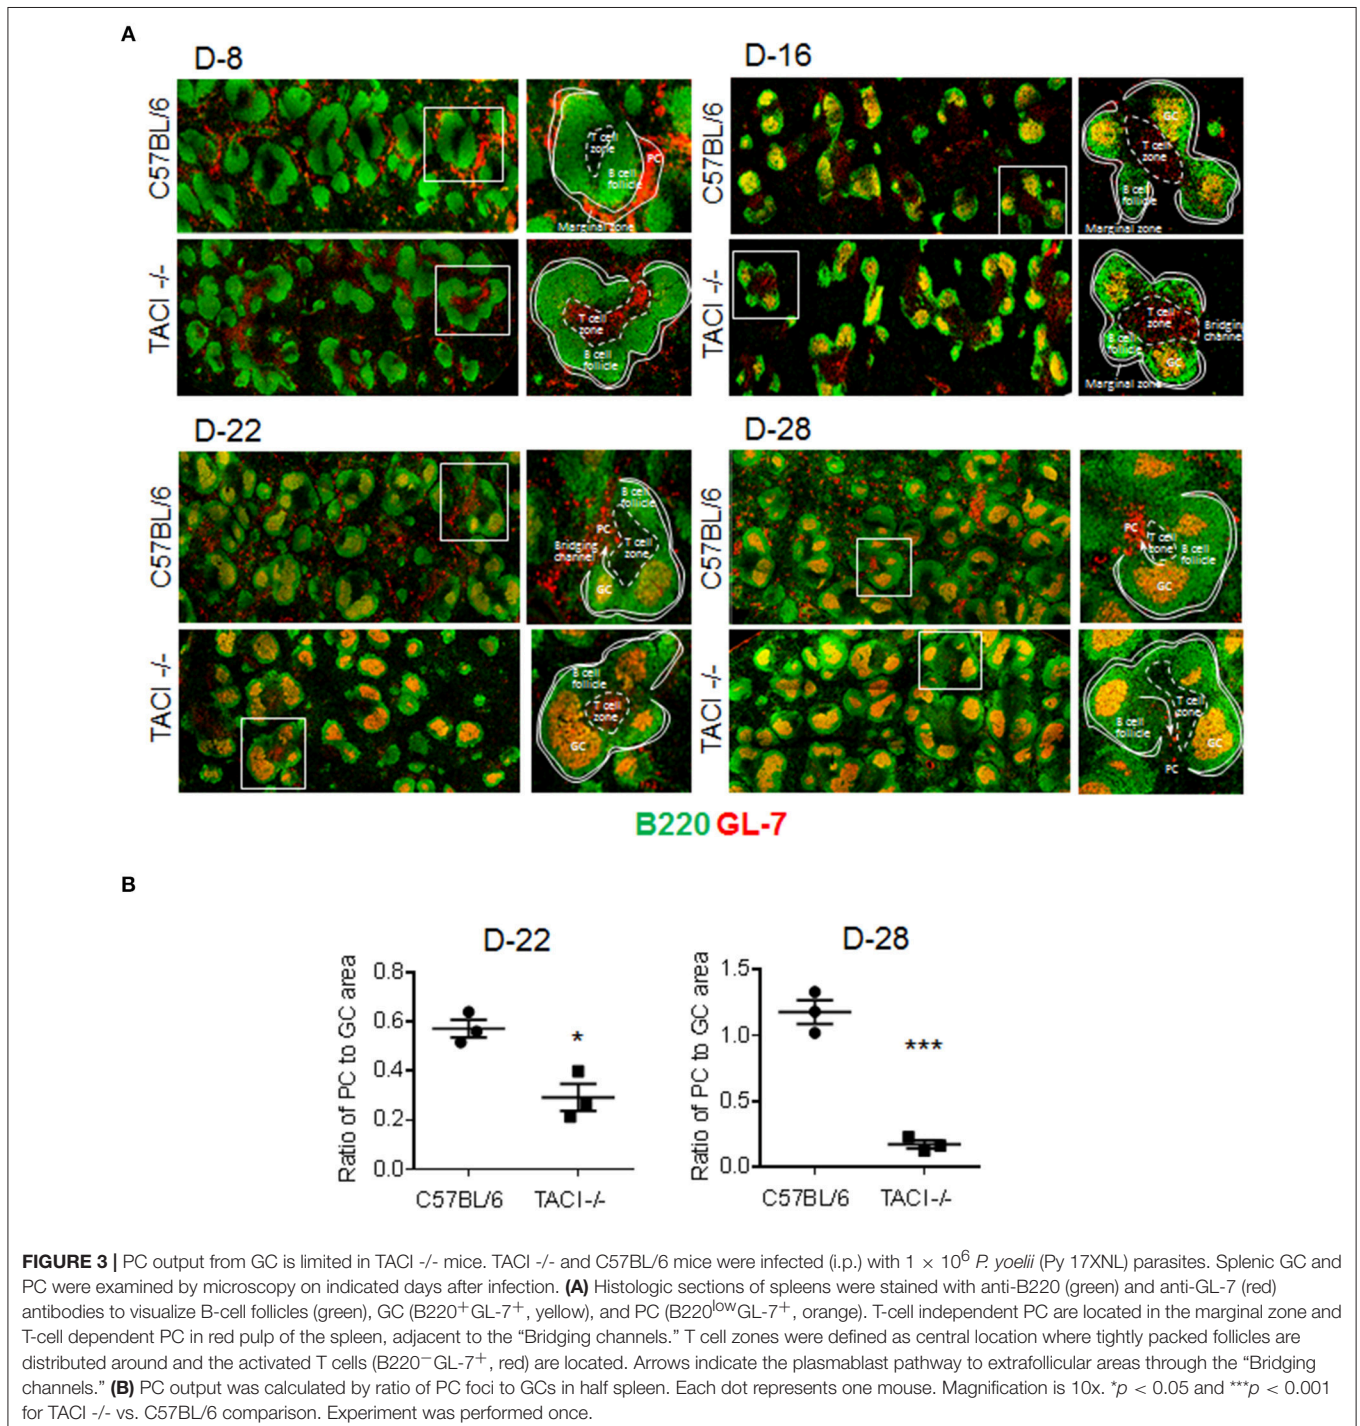 A
D-8
D-16
C57BL/6
T cell
zone
PC
B cell
follicle
Marginal zone
C57BL/6
GC
T cell
zone
B cell
follicle
Marginal zone
TACI -/-
T cell
zone
B cell
follicle
TACI -/-
T cell
zone
Bridging
channel
B cell
follicle
GC
Marginal zone
D-22
D-28
C57BL/6
B cell
follicle
PC
Bridging
channel
T cell
zone
GC
C57BL/6
PC
T cell
zone
B cell
follicle
GC
TACI -/-
B cell
follicle
T cell
zone
GC
TACI -/-
T cell
zone
B cell
follicle
GC
PC
B220 GL-7
B
D-22
Ratio of PC to GC area
0.8
0.6
0.4
0.2
0.0
*
C57BL/6 TACI-/-
D-28
Ratio of PC to GC area
1.5
1.0
0.5
0.0
***
C57BL/6 TACI-/-
FIGURE 3 | PC output from GC is limited in TACI -/- mice. TACI -/- and C57BL/6 mice were infected (i.p.) with 1 × 10⁶ P. yoelii (Py 17XNL) parasites. Splenic GC and
PC were examined by microscopy on indicated days after infection. (A) Histologic sections of spleens were stained with anti-B220 (green) and anti-GL-7 (red)
antibodies to visualize B-cell follicles (green), GC (B220⁺GL-7⁺, yellow), and PC (B220ˡᵒʷGL-7⁺, orange). T-cell independent PC are located in the marginal zone and
T-cell dependent PC in red pulp of the spleen, adjacent to the “Bridging channels.” T cell zones were defined as central location where tightly packed follicles are
distributed around and the activated T cells (B220⁻GL-7⁺, red) are located. Arrows indicate the plasmablast pathway to extrafollicular areas through the “Bridging
channels.” (B) PC output was calculated by ratio of PC foci to GCs in half spleen. Each dot represents one mouse. Magnification is 10x. *p < 0.05 and ***p < 0.001
for TACI -/- vs. C57BL/6 comparison. Experiment was performed once.